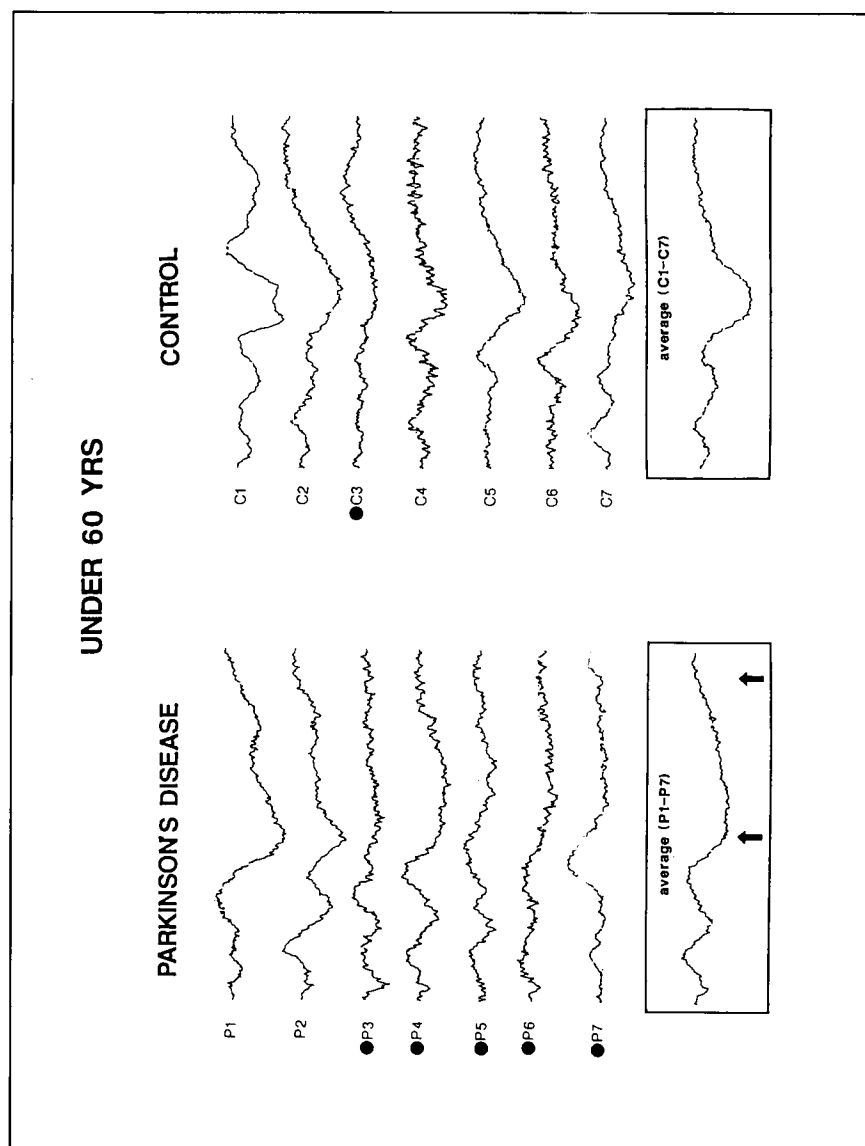 UNDER 60 YRS
PARKINSON'S DISEASE
P1
P2
●P3
●P4
●P5
●P6
●P7
average (P1-P7)
CONTROL
C1
C2
●C3
C4
C5
C6
C7
average (C1-C7)